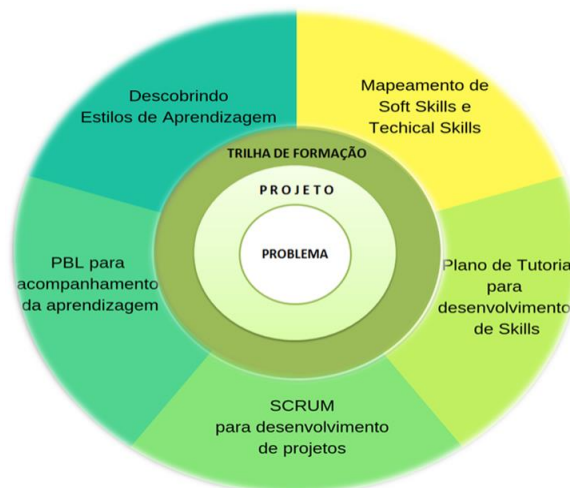 Descobrindo
Estilos de Aprendizagem
Mapeamento de
Soft Skills e
Techical Skills
TRILHA DE FORMAÇÃO
PROJETO
PROBLEMA
PBL para
acompanhamento
da aprendizagem
Plano de Tutoria
para
desenvolvimento
de Skills
SCRUM
para desenvolvimento
de projetos